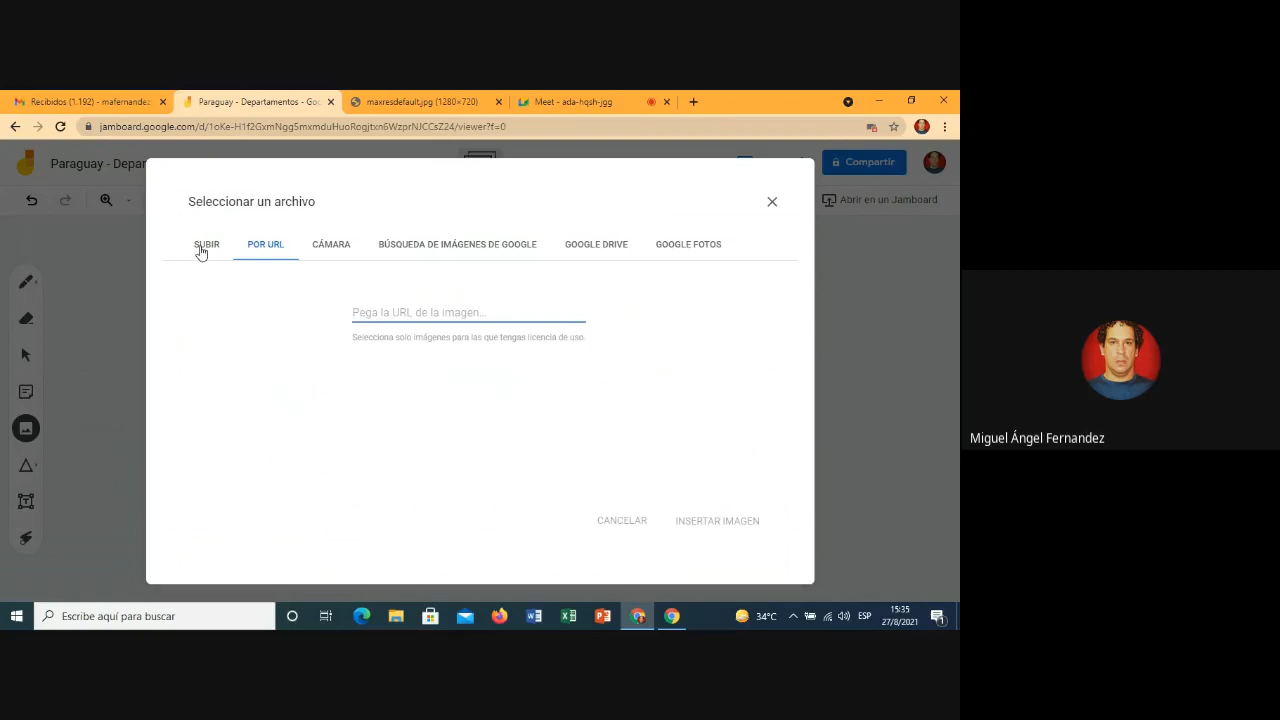 Recibidos (1.192) - mafernandez
Paraguay - Departamentos - Goo
maxresdefault.jpg (1280×720)
Meet - ada-hqsh-jgg
jamboard.google.com/d/1oKe-H1f2GxmNgg5mxmduHuoRogjtxn6WzprNJCCsZ24/viewer?f=0
Paraguay - Depar
Compartir
Abrir en un Jamboard
Seleccionar un archivo
SUBIR
POR URL
CÁMARA
BÚSQUEDA DE IMÁGENES DE GOOGLE
GOOGLE DRIVE
GOOGLE FOTOS
Pega la URL de la imagen...
Selecciona solo imágenes para las que tengas licencia de uso.
CANCELAR
INSERTAR IMAGEN
Miguel Ángel Fernandez
Escribe aquí para buscar
34°C
ESP
15:35
27/8/2021
1